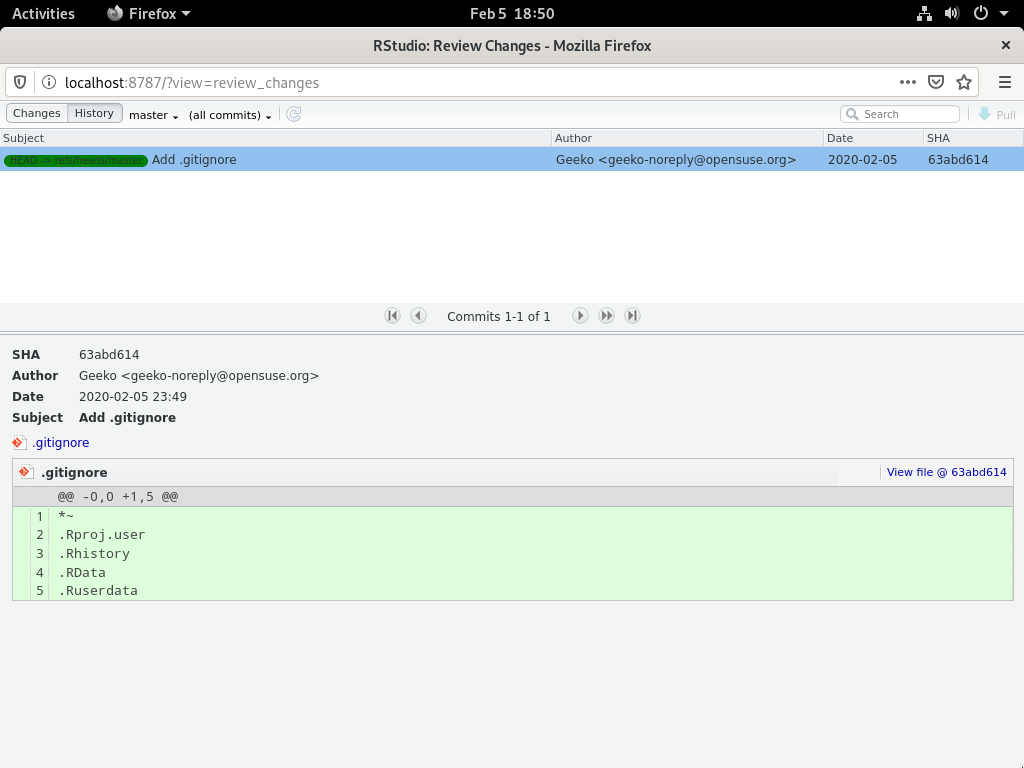 Activities Firefox Feb 5 18:50
RStudio: Review Changes - Mozilla Firefox ×
localhost:8787/?view=review_changes
Changes History master (all commits) Search Pull
Subject Author Date SHA
HEAD -> refs/heads/master Add .gitignore Geeko <geeko-noreply@opensuse.org> 2020-02-05 63abd614
Commits 1-1 of 1
SHA 63abd614
Author Geeko <geeko-noreply@opensuse.org>
Date 2020-02-05 23:49
Subject Add .gitignore
.gitignore
.gitignore View file @ 63abd614
@@ -0,0 +1,5 @@
1 *~
2 .Rproj.user
3 .Rhistory
4 .RData
5 .Ruserdata